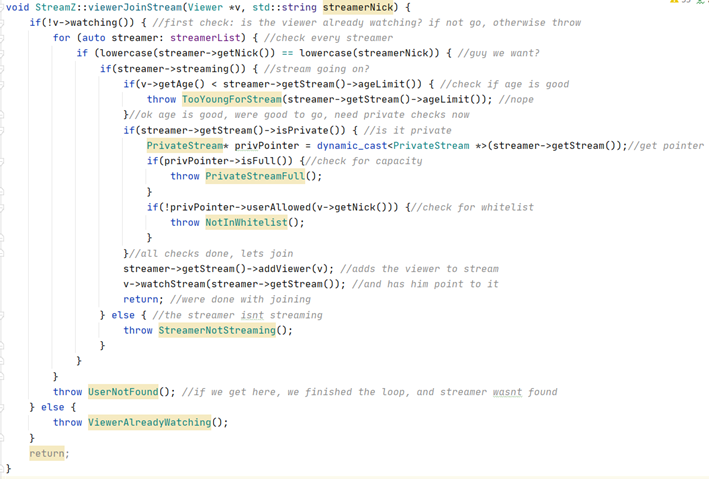 void StreamZ::viewerJoinStream(Viewer *v, std::string streamerNick) {
    if(!v->watching()) { //first check: is the viewer already watching? if not go, otherwise throw
        for (auto streamer: streamerList) { //check every streamer
            if (lowercase(streamer->getNick()) == lowercase(streamerNick)) { //guy we want?
                if(streamer->streaming()) { //stream going on?
                    if(v->getAge() < streamer->getStream()->ageLimit()) { //check if age is good
                        throw TooYoungForStream(streamer->getStream()->ageLimit()); //nope
                    }//ok age is good, were good to go, need private checks now
                    if(streamer->getStream()->isPrivate()) { //is it private
                        PrivateStream* privPointer = dynamic_cast<PrivateStream *>(streamer->getStream());//get pointer
                        if(privPointer->isFull()) {//check for capacity
                            throw PrivateStreamFull();
                        }
                        if(!privPointer->userAllowed(v->getNick())) {//check for whitelist
                            throw NotInWhitelist();
                        }
                    }//all checks done, lets join
                    streamer->getStream()->addViewer(v); //adds the viewer to stream
                    v->watchStream(streamer->getStream()); //and has him point to it
                    return; //were done with joining
                } else { //the streamer isnt streaming
                    throw StreamerNotStreaming();
                }
            }
        }
        throw UserNotFound(); //if we get here, we finished the loop, and streamer wasnt found
    } else {
        throw ViewerAlreadyWatching();
    }
    return;
}